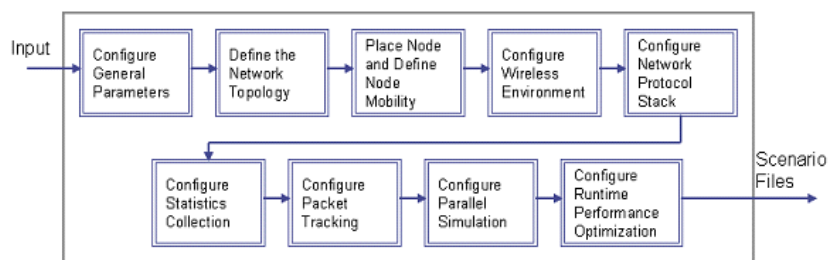 Input
Configure
General
Parameters
Define the
Network
Topology
Place Node
and Define
Node
Mobility
Configure
Wireless
Environment
Configure
Network
Protocol
Stack
Configure
Statistics
Collection
Configure
Packet
Tracking
Configure
Parallel
Simulation
Configure
Runtime
Performance
Optimization
Scenario
Files